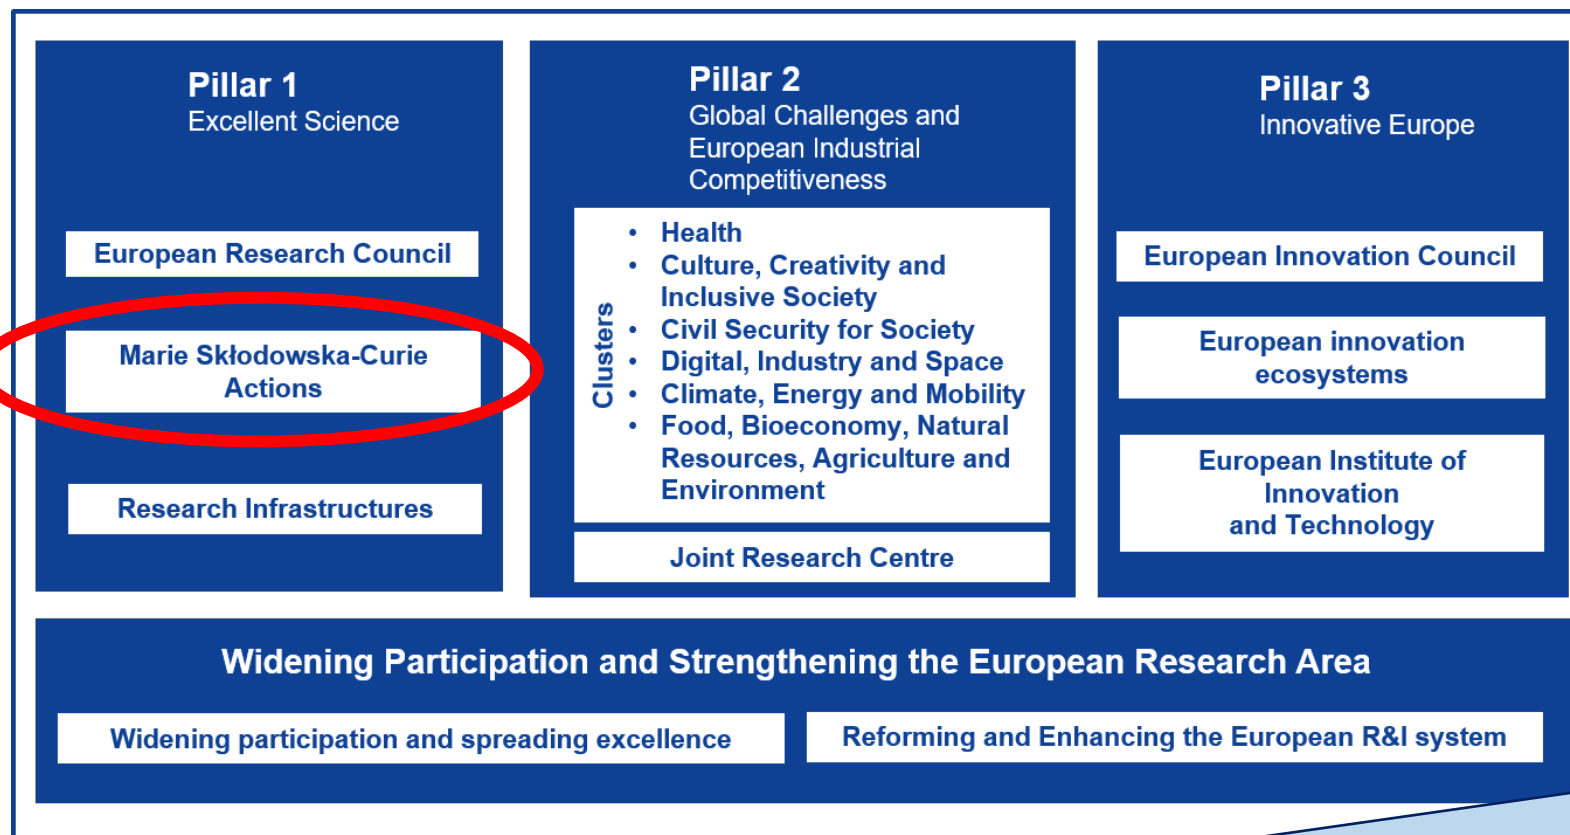 Pillar 1
Excellent Science
European Research Council
Marie Skłodowska-Curie
Actions
Research Infrastructures
Pillar 2
Global Challenges and
European Industrial
Competitiveness
Clusters
• Health
• Culture, Creativity and
Inclusive Society
• Civil Security for Society
• Digital, Industry and Space
• Climate, Energy and Mobility
• Food, Bioeconomy, Natural
Resources, Agriculture and
Environment
Joint Research Centre
Pillar 3
Innovative Europe
European Innovation Council
European innovation
ecosystems
European Institute of
Innovation
and Technology
Widening Participation and Strengthening the European Research Area
Widening participation and spreading excellence
Reforming and Enhancing the European R&I system